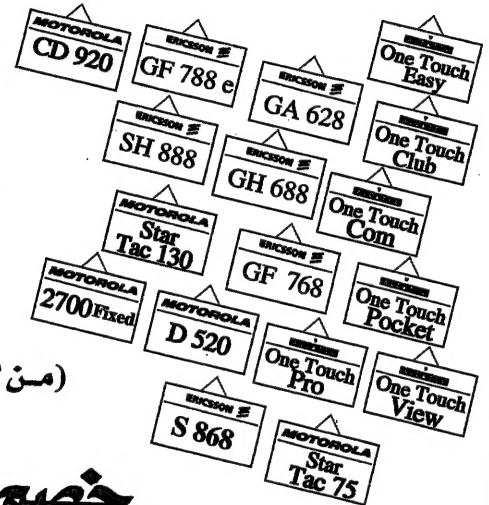 MOTOROLA
CD 920
ERICSSON
GF 788 e
ERICSSON
GA 628
One Touch
Easy
ERICSSON
SH 888
ERICSSON
GH 688
One Touch
Club
MOTOROLA
Star
Tac 130
ERICSSON
GF 768
One Touch
Com
MOTOROLA
2700 Fixed
MOTOROLA
D 520
One Touch
Pro
One Touch
Pocket
ERICSSON
S 868
MOTOROLA
Star
Tac 75
One Touch
View
(من
خصم